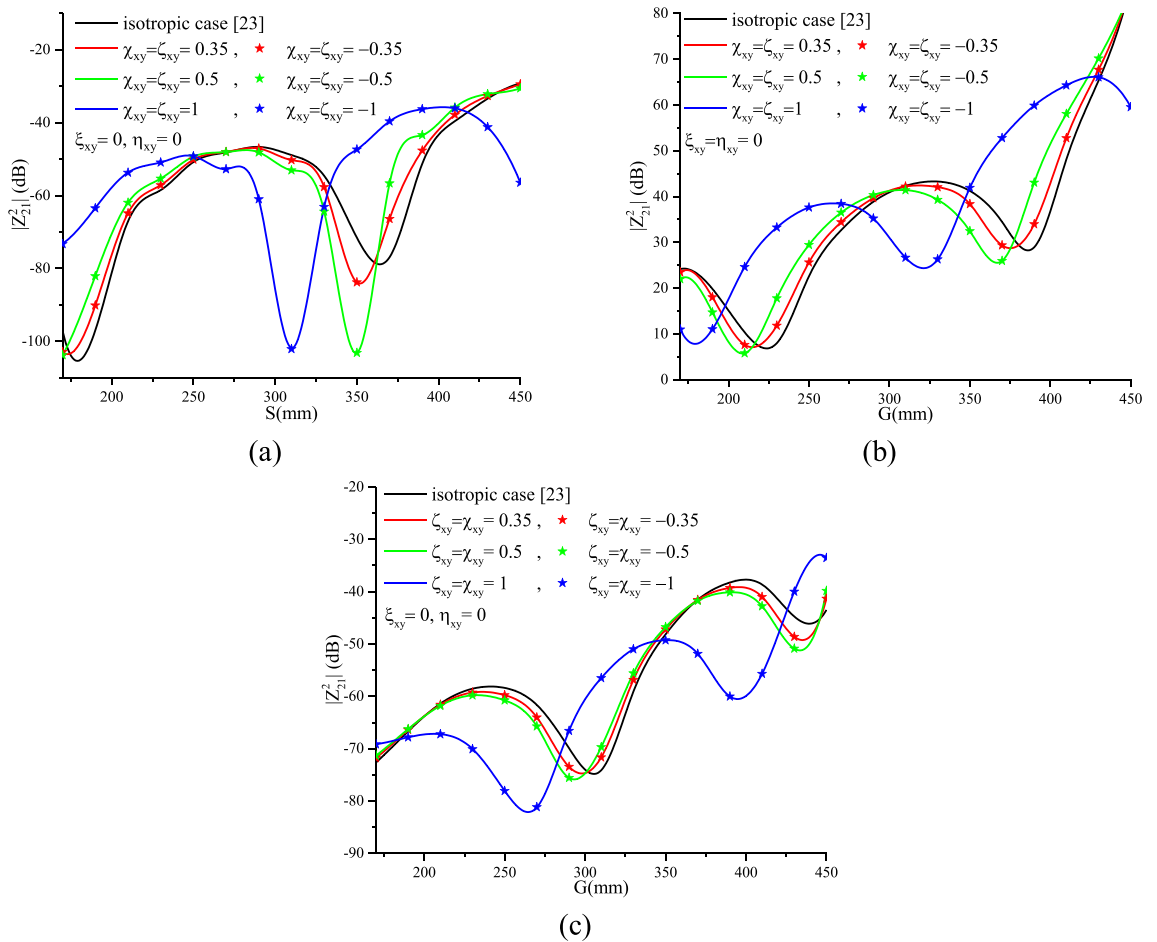 isotropic case [23]
χxy=ζxy= 0.35 , ★ χxy=ζxy= −0.35
χxy=ζxy= 0.5 , ★ χxy=ζxy= −0.5
χxy=ζxy= 1 , ★ χxy=ζxy= −1
ξxy= 0, ηxy= 0
|Z²21| (dB)
-20
-40
-60
-80
-100
200 250 300 350 400 450
S(mm)
(a)
isotropic case [23]
χxy=ζxy= 0.35 , ★ χxy=ζxy= −0.35
χxy=ζxy= 0.5 , ★ χxy=ζxy= −0.5
χxy=ζxy= 1 , ★ χxy=ζxy= −1
ξxy=ηxy= 0
|Z²21| (dB)
80
70
60
50
40
30
20
10
0
200 250 300 350 400 450
G(mm)
(b)
isotropic case [23]
ζxy=χxy= 0.35 , ★ ζxy=χxy= −0.35
ζxy=χxy= 0.5 , ★ ζxy=χxy= −0.5
ζxy=χxy= 1 , ★ ζxy=χxy= −1
ξxy= 0, ηxy= 0
|Z²21| (dB)
-20
-30
-40
-50
-60
-70
-80
-90
200 250 300 350 400 450
G(mm)
(c)